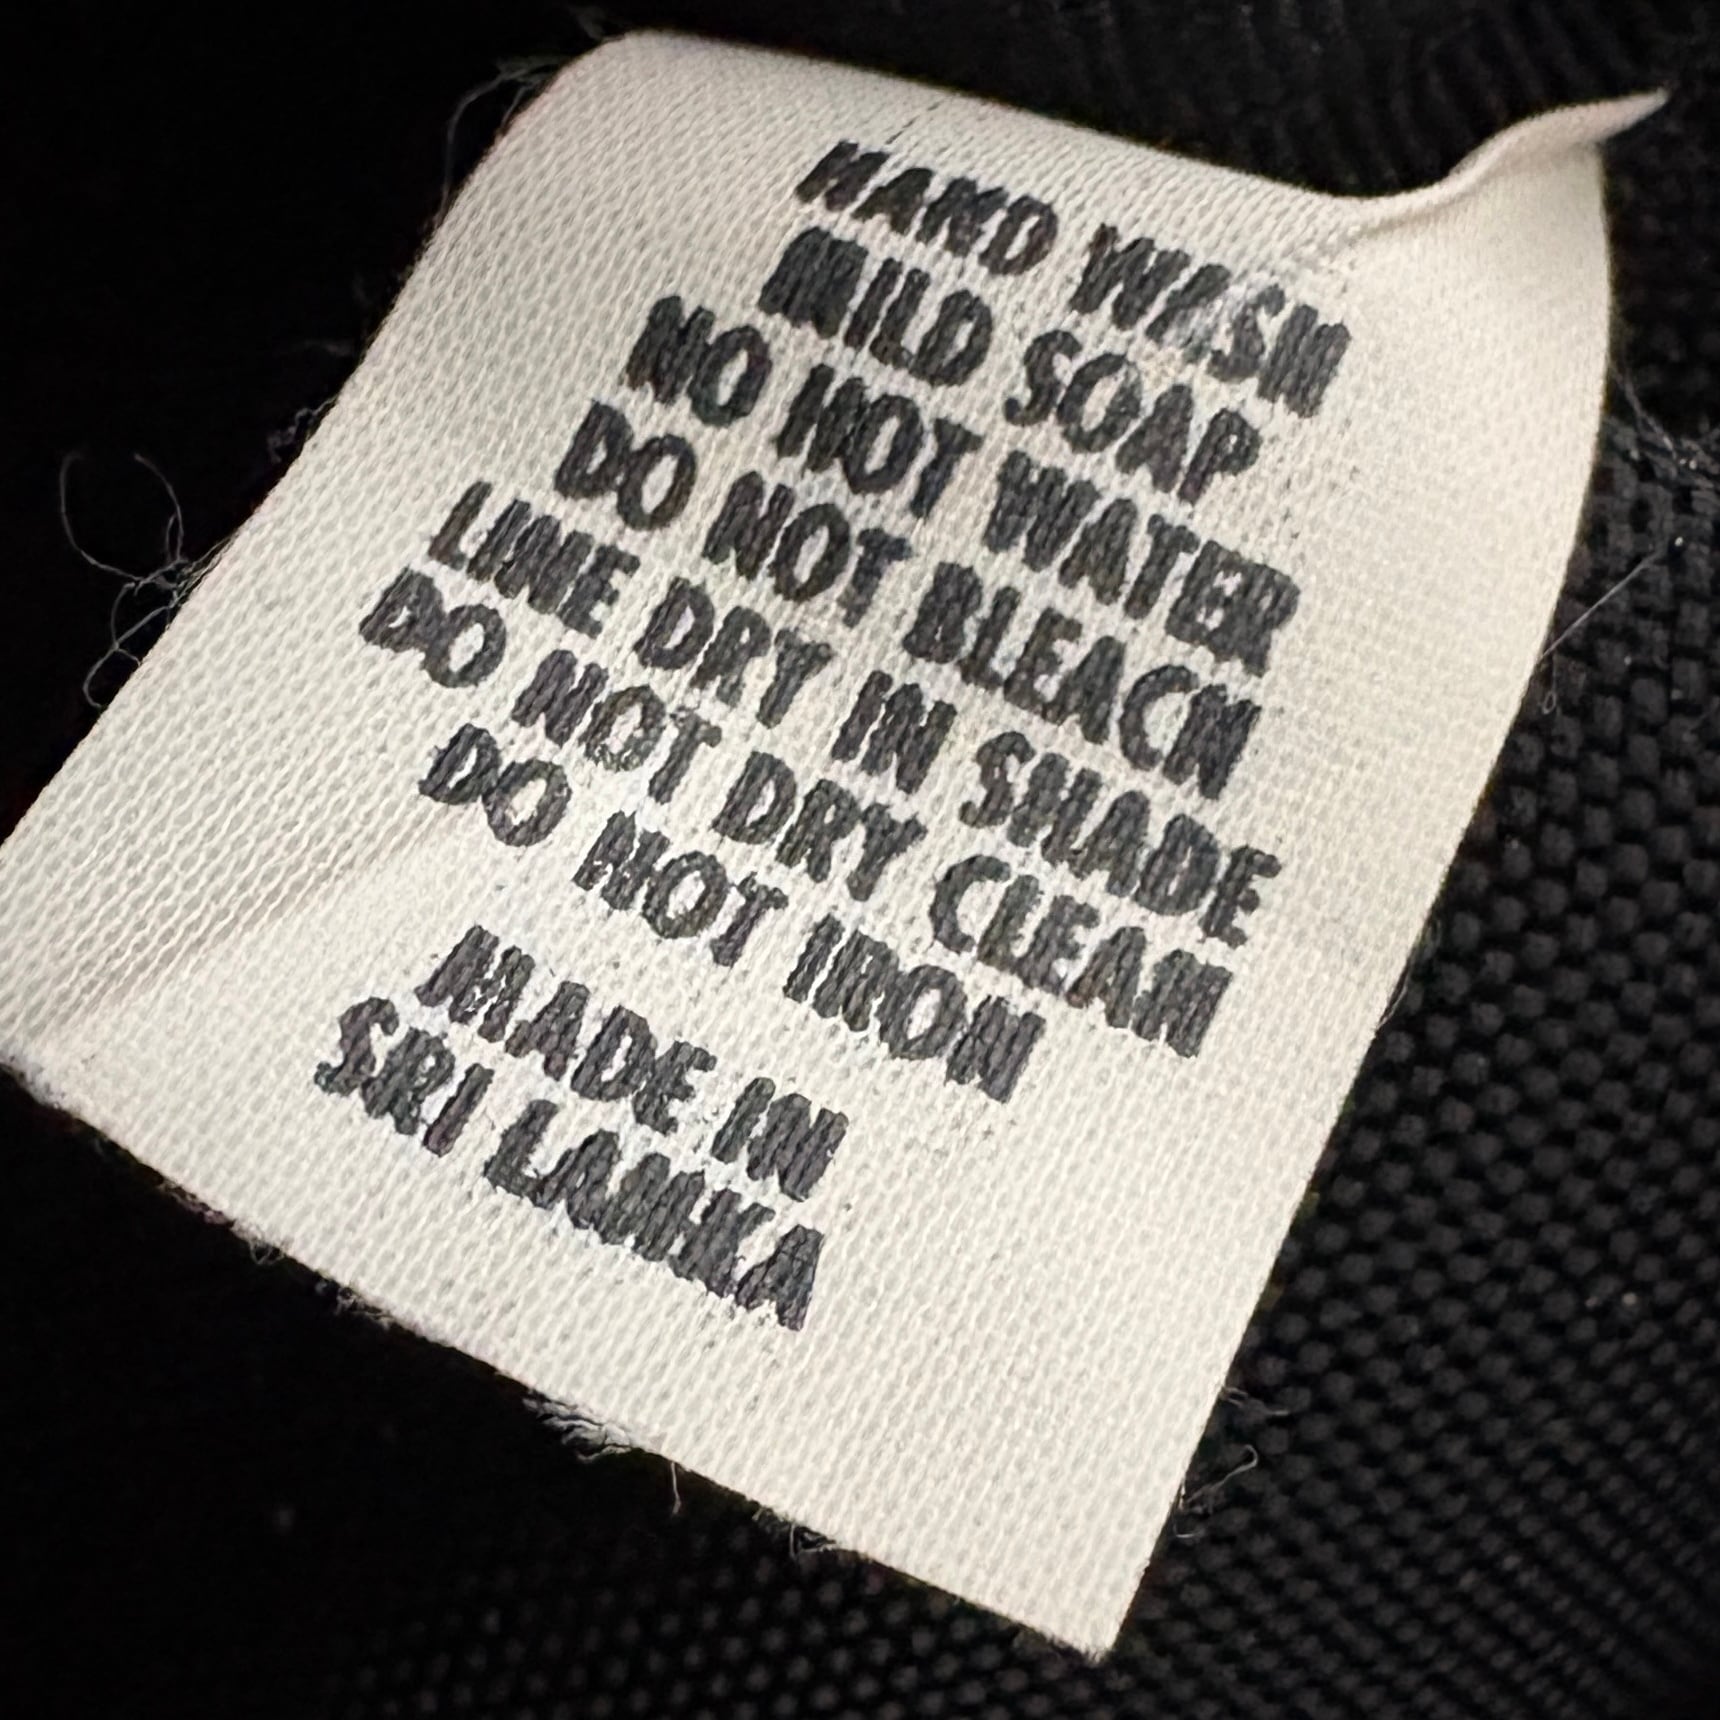 HAND WASH
MILD SOAP
NO HOT WATER
DO NOT BLEACH
LINE DRY IN SHADE
DO NOT DRY CLEAN
DO NOT IRON
MADE IN
SRI LANKA